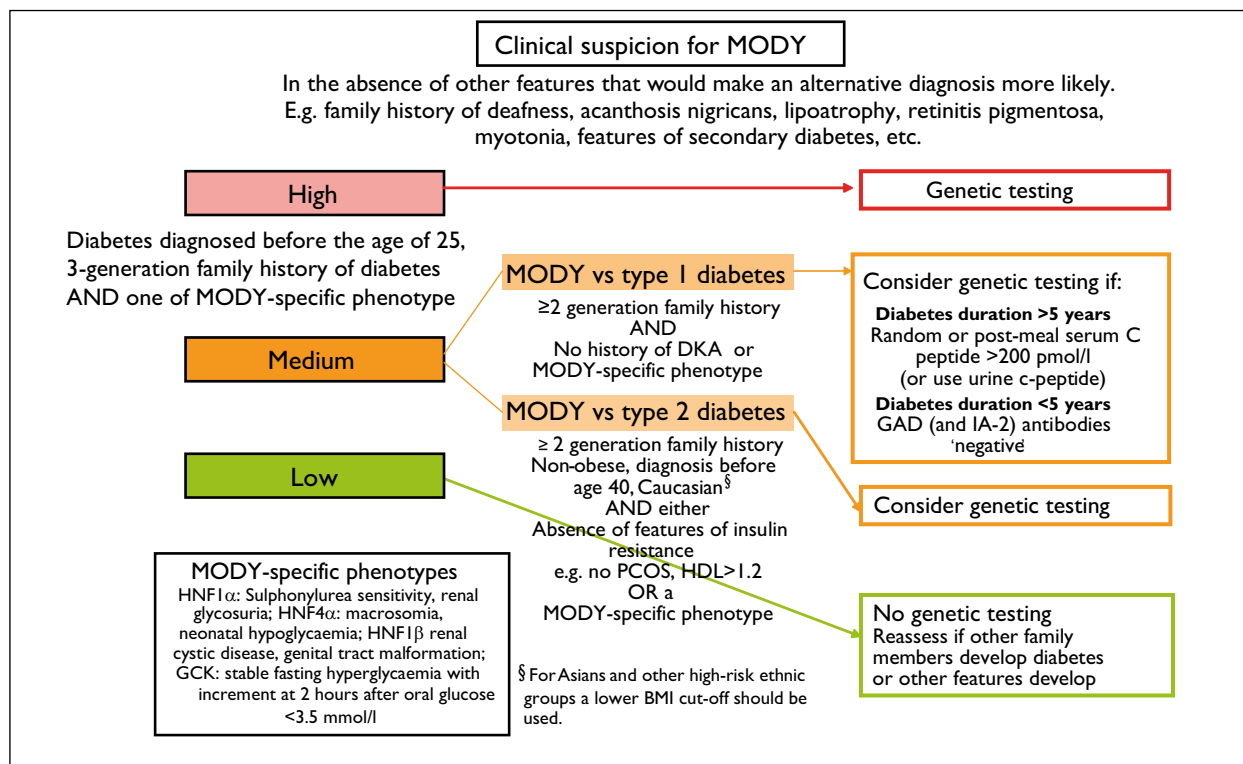 Clinical suspicion for MODY
In the absence of other features that would make an alternative diagnosis more likely.
E.g. family history of deafness, acanthosis nigricans, lipoatrophy, retinitis pigmentosa,
myotonia, features of secondary diabetes, etc.
High
Genetic testing
Diabetes diagnosed before the age of 25,
3-generation family history of diabetes
AND one of MODY-specific phenotype
Medium
MODY vs type 1 diabetes
≥2 generation family history
AND
No history of DKA or
MODY-specific phenotype
Consider genetic testing if:
Diabetes duration >5 years
Random or post-meal serum C
peptide >200 pmol/l
(or use urine c-peptide)
Diabetes duration <5 years
GAD (and IA-2) antibodies
'negative'
MODY vs type 2 diabetes
≥ 2 generation family history
Non-obese, diagnosis before
age 40, Caucasian§
AND either
Absence of features of insulin
resistance
e.g. no PCOS, HDL>1.2
OR a
MODY-specific phenotype
Consider genetic testing
Low
No genetic testing
Reassess if other family
members develop diabetes
or other features develop
MODY-specific phenotypes
HNF1α: Sulphonylurea sensitivity, renal
glycosuria; HNF4α: macrosomia,
neonatal hypoglycaemia; HNF1β renal
cystic disease, genital tract malformation;
GCK: stable fasting hyperglycaemia with
increment at 2 hours after oral glucose
<3.5 mmol/l
§ For Asians and other high-risk ethnic
groups a lower BMI cut-off should be
used.